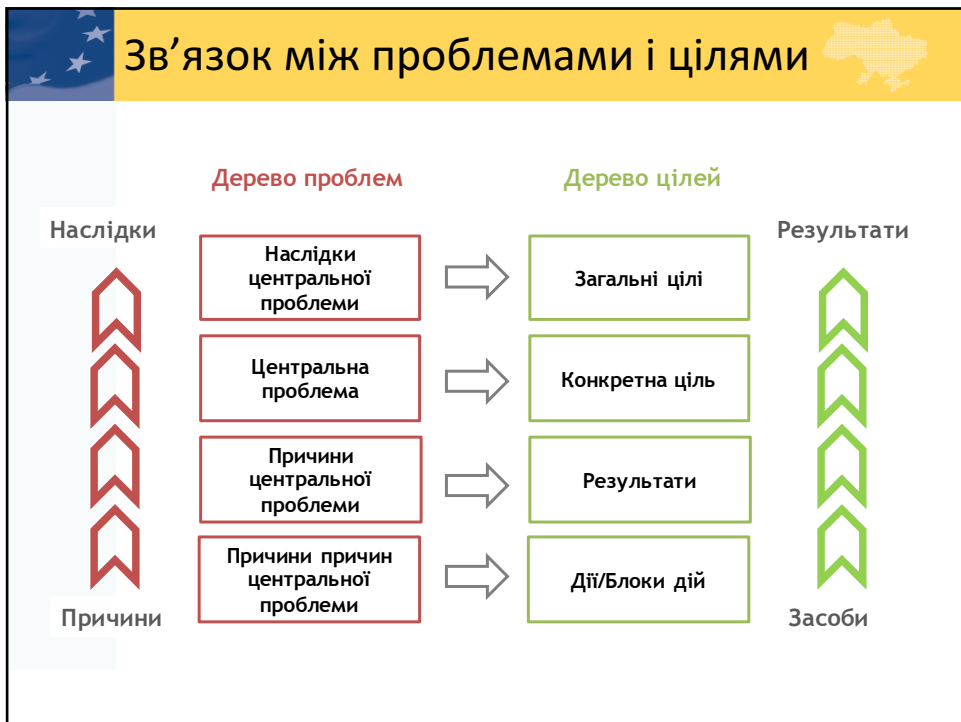 Зв’язок між проблемами і цілями
Дерево проблем
Дерево цілей
Наслідки
Результати
Наслідки
центральної
проблеми
Загальні цілі
Центральна
проблема
Конкретна ціль
Причини
центральної
проблеми
Результати
Причини причин
центральної
проблеми
Дії/Блоки дій
Причини
Засоби